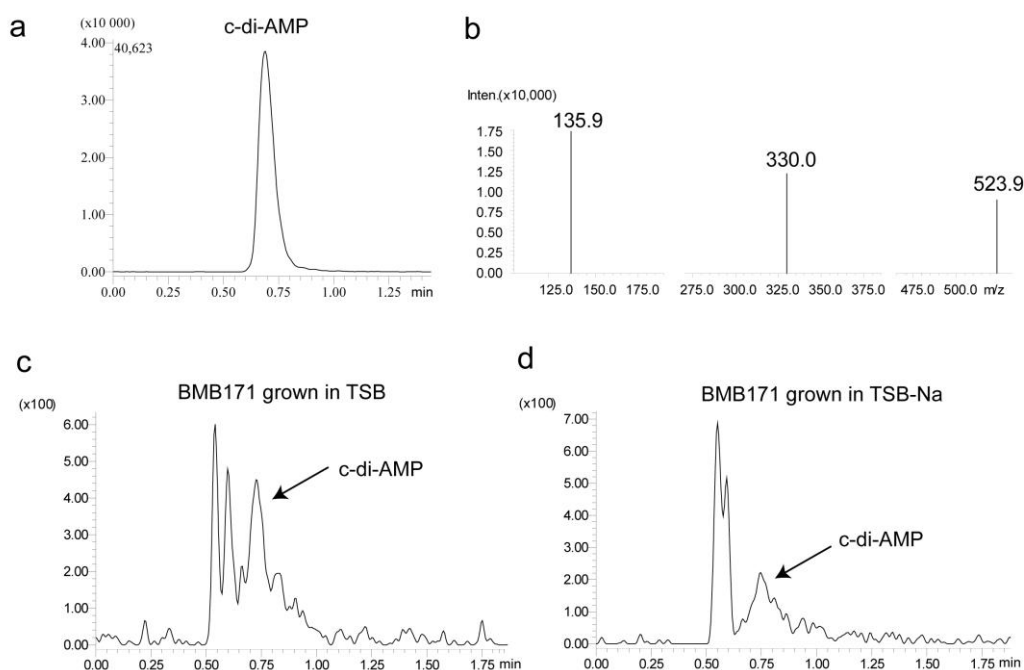 a
(x10 000)
c-di-AMP
4.00
40,623
3.00
2.00
1.00
0.00
0.00 0.25 0.50 0.75 1.00 1.25 min
b
Inten.(x10,000)
135.9
330.0
523.9
1.75
1.50
1.25
1.00
0.75
0.50
0.25
0.00
125.0 150.0 175.0 275.0 300.0 325.0 350.0 375.0 475.0 500.0 m/z
c
BMB171 grown in TSB
(x100)
6.00
c-di-AMP
5.00
4.00
3.00
2.00
1.00
0.00
0.00 0.25 0.50 0.75 1.00 1.25 1.50 1.75 min
d
BMB171 grown in TSB-Na
(x100)
7.00
6.00
5.00
4.00
c-di-AMP
3.00
2.00
1.00
0.00
0.00 0.25 0.50 0.75 1.00 1.25 1.50 1.75 min